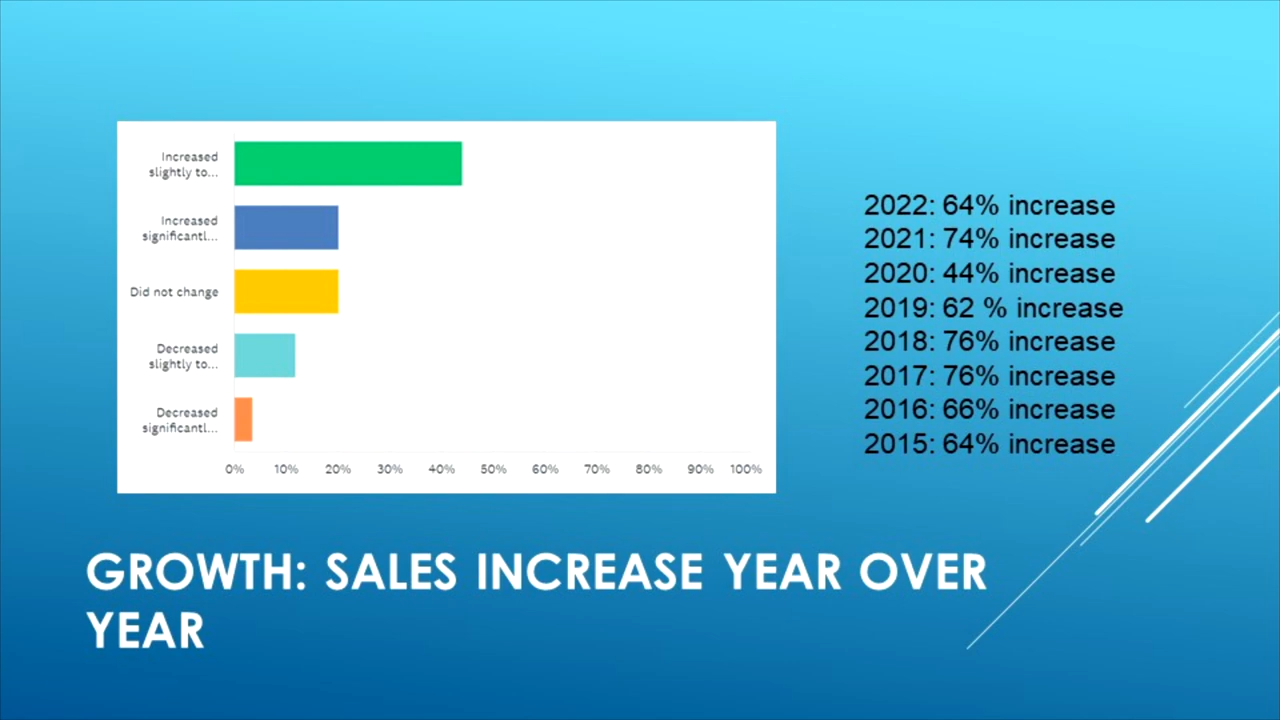 Increased
slightly to...
Increased
significantl...
Did not change
Decreased
slightly to...
Decreased
significantl...
0% 10% 20% 30% 40% 50% 60% 70% 80% 90% 100%
2022: 64% increase
2021: 74% increase
2020: 44% increase
2019: 62 % increase
2018: 76% increase
2017: 76% increase
2016: 66% increase
2015: 64% increase
GROWTH: SALES INCREASE YEAR OVER
YEAR